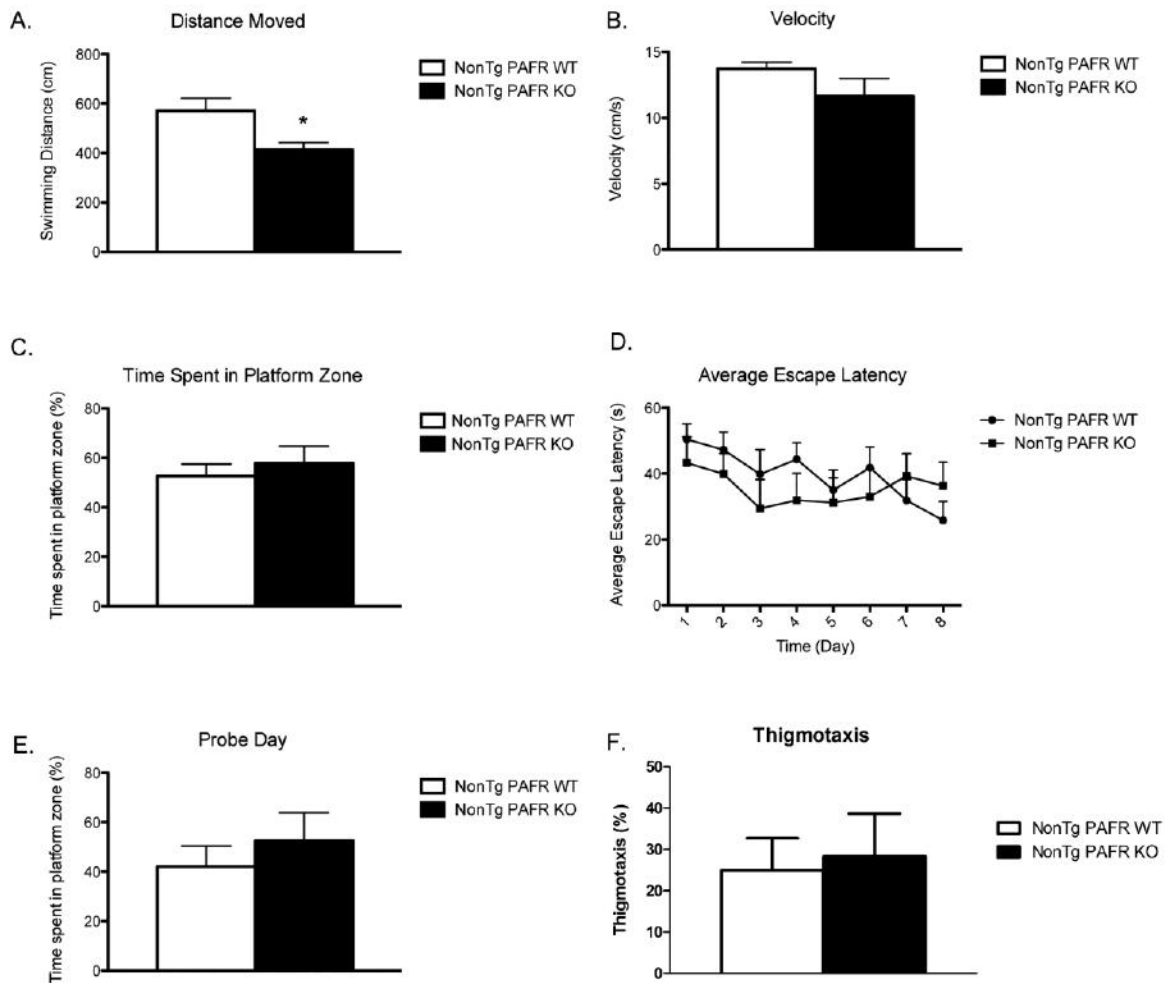 A.
Distance Moved
Swimming Distance (cm)
800
600
400
200
0
*
NonTg PAFR WT
NonTg PAFR KO
B.
Velocity
Velocity (cm/s)
15
10
5
0
NonTg PAFR WT
NonTg PAFR KO
C.
Time Spent in Platform Zone
Time spent in platform zone (%)
80
60
40
20
0
NonTg PAFR WT
NonTg PAFR KO
D.
Average Escape Latency
Average Escape Latency (s)
60
40
20
0
1 2 3 4 5 6 7 8
Time (Day)
NonTg PAFR WT
NonTg PAFR KO
E.
Probe Day
Time spent in platform zone (%)
80
60
40
20
0
NonTg PAFR WT
NonTg PAFR KO
F.
Thigmotaxis
Thigmotaxis (%)
50
40
30
20
10
0
NonTg PAFR WT
NonTg PAFR KO